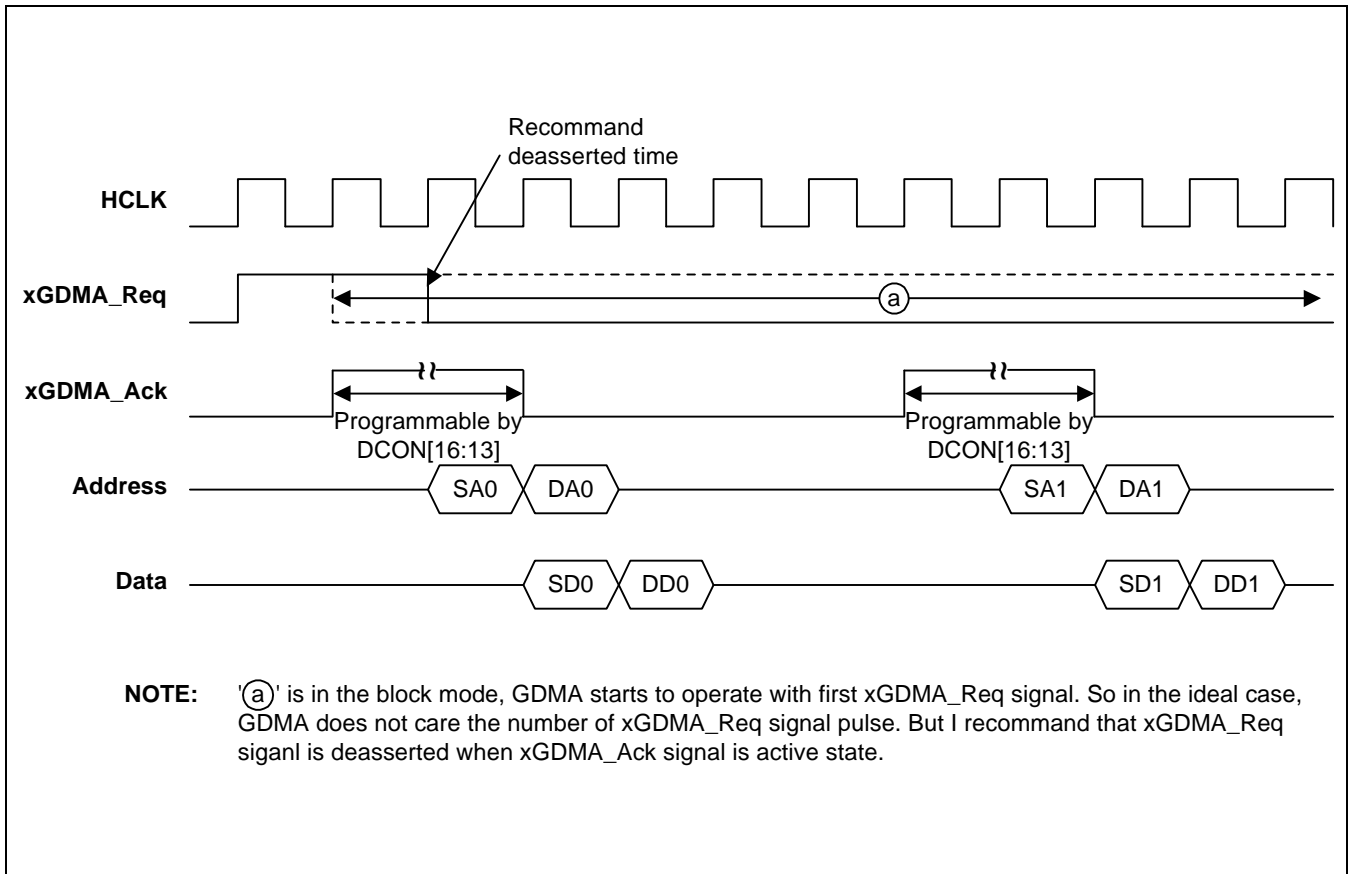 Recommand
deasserted time
HCLK
xGDMA_Req
a
xGDMA_Ack
Programmable by
DCON[16:13]
Programmable by
DCON[16:13]
Address
SA0
DA0
SA1
DA1
Data
SD0
DD0
SD1
DD1
NOTE: 'ⓐ' is in the block mode, GDMA starts to operate with first xGDMA_Req signal. So in the ideal case,
GDMA does not care the number of xGDMA_Req signal pulse. But I recommand that xGDMA_Req
siganl is deasserted when xGDMA_Ack signal is active state.